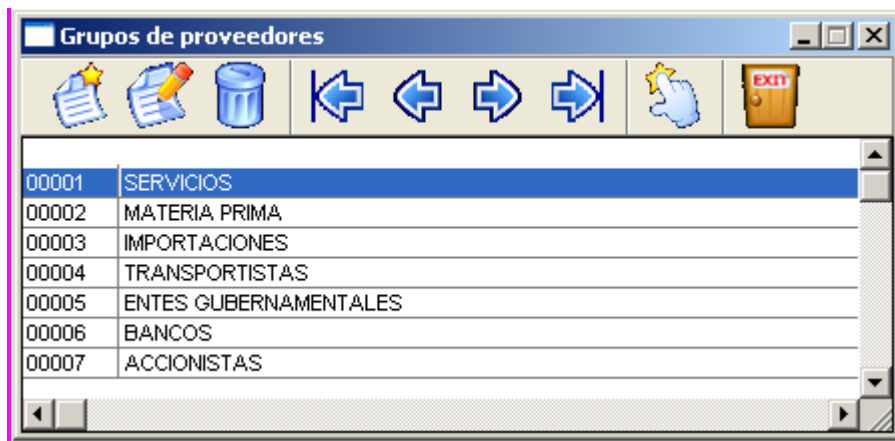 Grupos de proveedores
EXIT
00001 SERVICIOS
00002 MATERIA PRIMA
00003 IMPORTACIONES
00004 TRANSPORTISTAS
00005 ENTES GUBERNAMENTALES
00006 BANCOS
00007 ACCIONISTAS